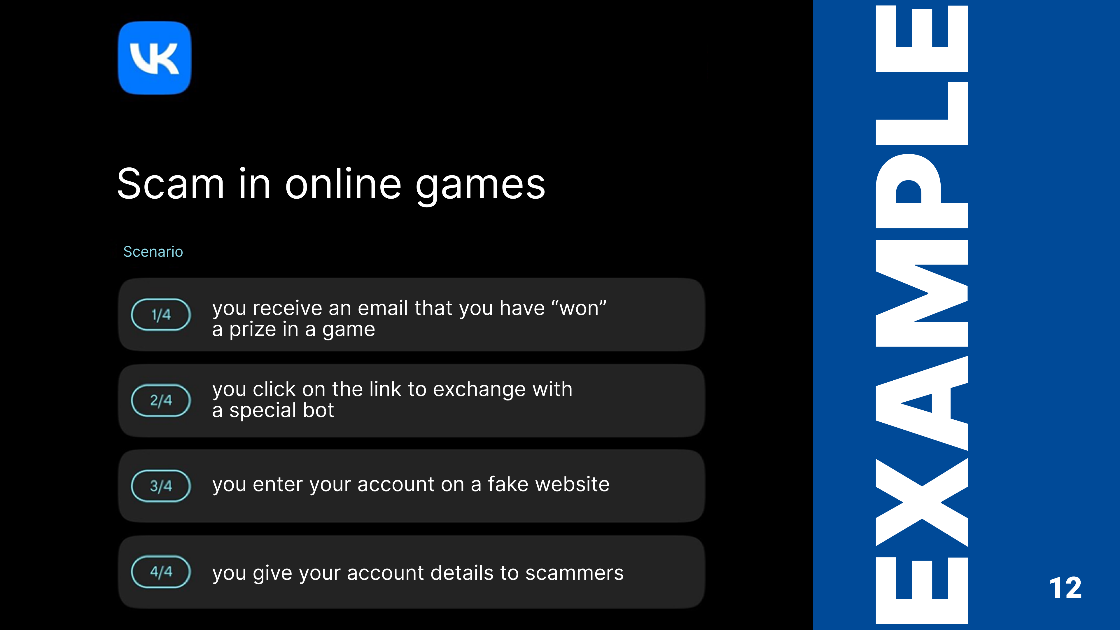 VK
Scam in online games
Scenario
1/4
you receive an email that you have “won”
a prize in a game
2/4
you click on the link to exchange with
a special bot
3/4
you enter your account on a fake website
4/4
you give your account details to scammers
EXAMPLE
12